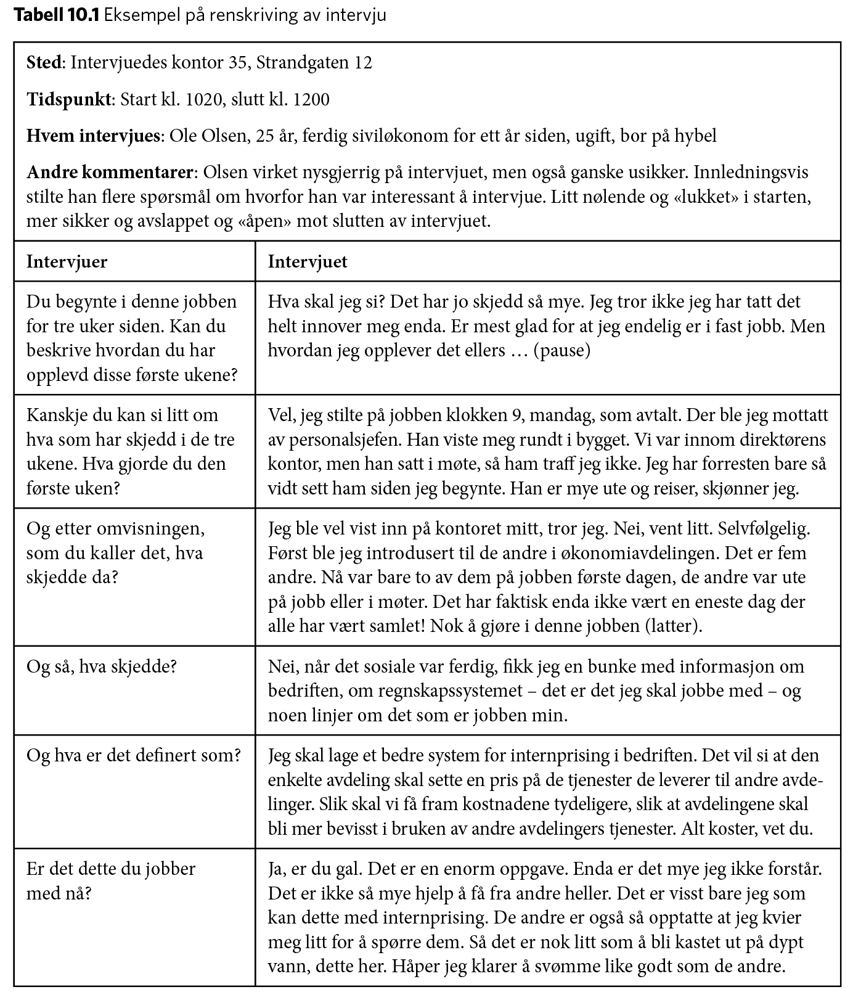 Tabell 10.1 Eksempel på renskriving av intervju
Sted: Intervjuedes kontor 35, Strandgaten 12
Tidspunkt: Start kl. 1020, slutt kl. 1200
Hvem intervjues: Ole Olsen, 25 år, ferdig siviløkonom for ett år siden, ugift, bor på hybel
Andre kommentarer: Olsen virket nysgjerrig på intervjuet, men også ganske usikker. Innledningsvis
stilte han flere spørsmål om hvorfor han var interessant å intervjue. Litt nølende og «lukket» i starten,
mer sikker og avslappet og «åpen» mot slutten av intervjuet.
Intervjuer
Intervjuet
Du begynte i denne jobben
for tre uker siden. Kan du
beskrive hvordan du har
opplevd disse første ukene?
Hva skal jeg si? Det har jo skjedd så mye. Jeg tror ikke jeg har tatt det
helt innover meg enda. Er mest glad for at jeg endelig er i fast jobb. Men
hvordan jeg opplever det ellers … (pause)
Kanskje du kan si litt om
hva som har skjedd i de tre
ukene. Hva gjorde du den
første uken?
Vel, jeg stilte på jobben klokken 9, mandag, som avtalt. Der ble jeg mottatt
av personalsjefen. Han viste meg rundt i bygget. Vi var innom direktørens
kontor, men han satt i møte, så ham traff jeg ikke. Jeg har forresten bare så
vidt sett ham siden jeg begynte. Han er mye ute og reiser, skjønner jeg.
Og etter omvisningen,
som du kaller det, hva
skjedde da?
Jeg ble vel vist inn på kontoret mitt, tror jeg. Nei, vent litt. Selvfølgelig.
Først ble jeg introdusert til de andre i økonomiavdelingen. Det er fem
andre. Nå var bare to av dem på jobben første dagen, de andre var ute
på jobb eller i møter. Det har faktisk enda ikke vært en eneste dag der
alle har vært samlet! Nok å gjøre i denne jobben (latter).
Og så, hva skjedde?
Nei, når det sosiale var ferdig, fikk jeg en bunke med informasjon om
bedriften, om regnskapssystemet – det er det jeg skal jobbe med – og
noen linjer om det som er jobben min.
Og hva er det definert som?
Jeg skal lage et bedre system for internprising i bedriften. Det vil si at den
enkelte avdeling skal sette en pris på de tjenester de leverer til andre avde-
linger. Slik skal vi få fram kostnadene tydeligere, slik at avdelingene skal
bli mer bevisst i bruken av andre avdelingers tjenester. Alt koster, vet du.
Er det dette du jobber
med nå?
Ja, er du gal. Det er en enorm oppgave. Enda er det mye jeg ikke forstår.
Det er ikke så mye hjelp å få fra andre heller. Det er visst bare jeg som
kan dette med internprising. De andre er også så opptatte at jeg kvier
meg litt for å spørre dem. Så det er nok litt som å bli kastet ut på dypt
vann, dette her. Håper jeg klarer å svømme like godt som de andre.